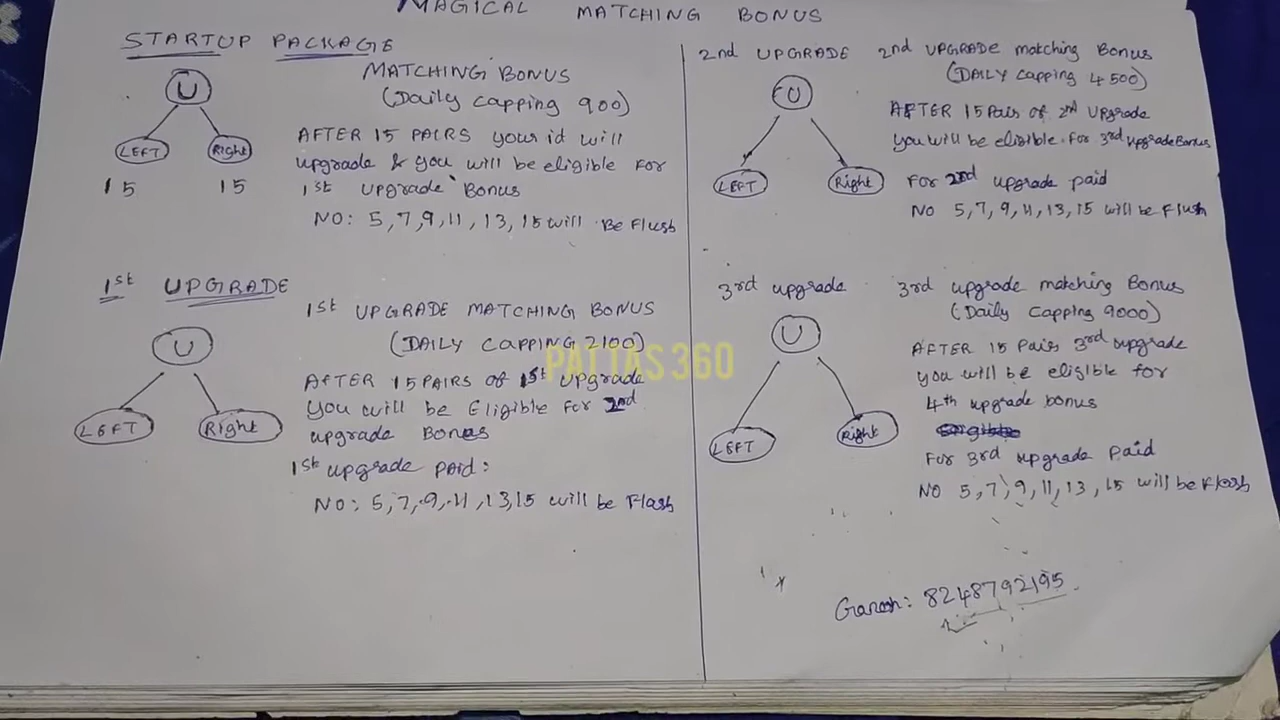 MAGICAL MATCHING BONUS
STARTUP PACKAGE
U
LEFT Right
15 15
MATCHING BONUS
(Daily capping 900)
AFTER 15 PAIRS your id will
upgrade & you will be eligible for
1st upgrade Bonus
NO: 5,7,9,11,13,15 will Be Flush
1st UPGRADE
U
LEFT Right
1st UPGRADE MATCHING BONUS
(DAILY CAPPING 2100)
AFTER 15 PAIRS of 1st upgrade
you will be Eligible For 2nd
upgrade Bonus
1st upgrade paid:
NO: 5,7,9,11,13,15 will be Flash
2nd UPGRADE
U
LEFT Right
2nd UPGRADE matching Bonus
(DAILY capping 4500)
AFTER 15 Pair of 2nd Upgrade
you will be eligible For 3rd upgrade Bonus
For 2nd upgrade paid
NO 5,7,9,11,13,15 will be Flush
3rd upgrade
U
LEFT Right
3rd upgrade matching Bonus
(Daily Capping 9000)
AFTER 15 Pairs 3rd upgrade
you will be eligible for
4th upgrade bonus
For 3rd upgrade Paid
NO 5,7,9,11,13,15 will be Flash
Ganesh: 8248792195
PATTAS 360